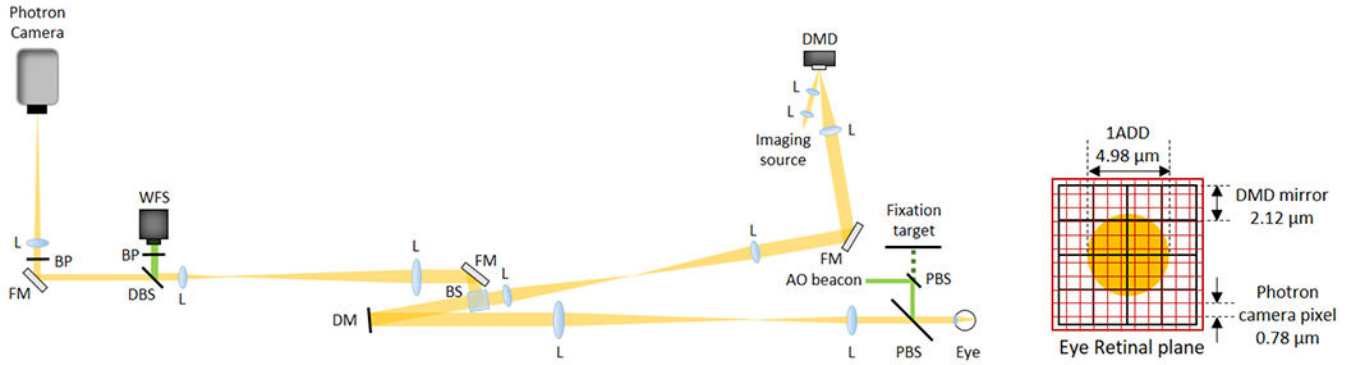 Photron
Camera
L
BP
FM
WFS
BP
DBS
L
L
FM
BS
L
DM
L
DMD
L
L
L
Imaging
source
L
FM
Fixation
target
AO beacon
PBS
L
PBS
Eye
1ADD
4.98 µm
DMD mirror
2.12 µm
Photron
camera pixel
0.78 µm
Eye Retinal plane